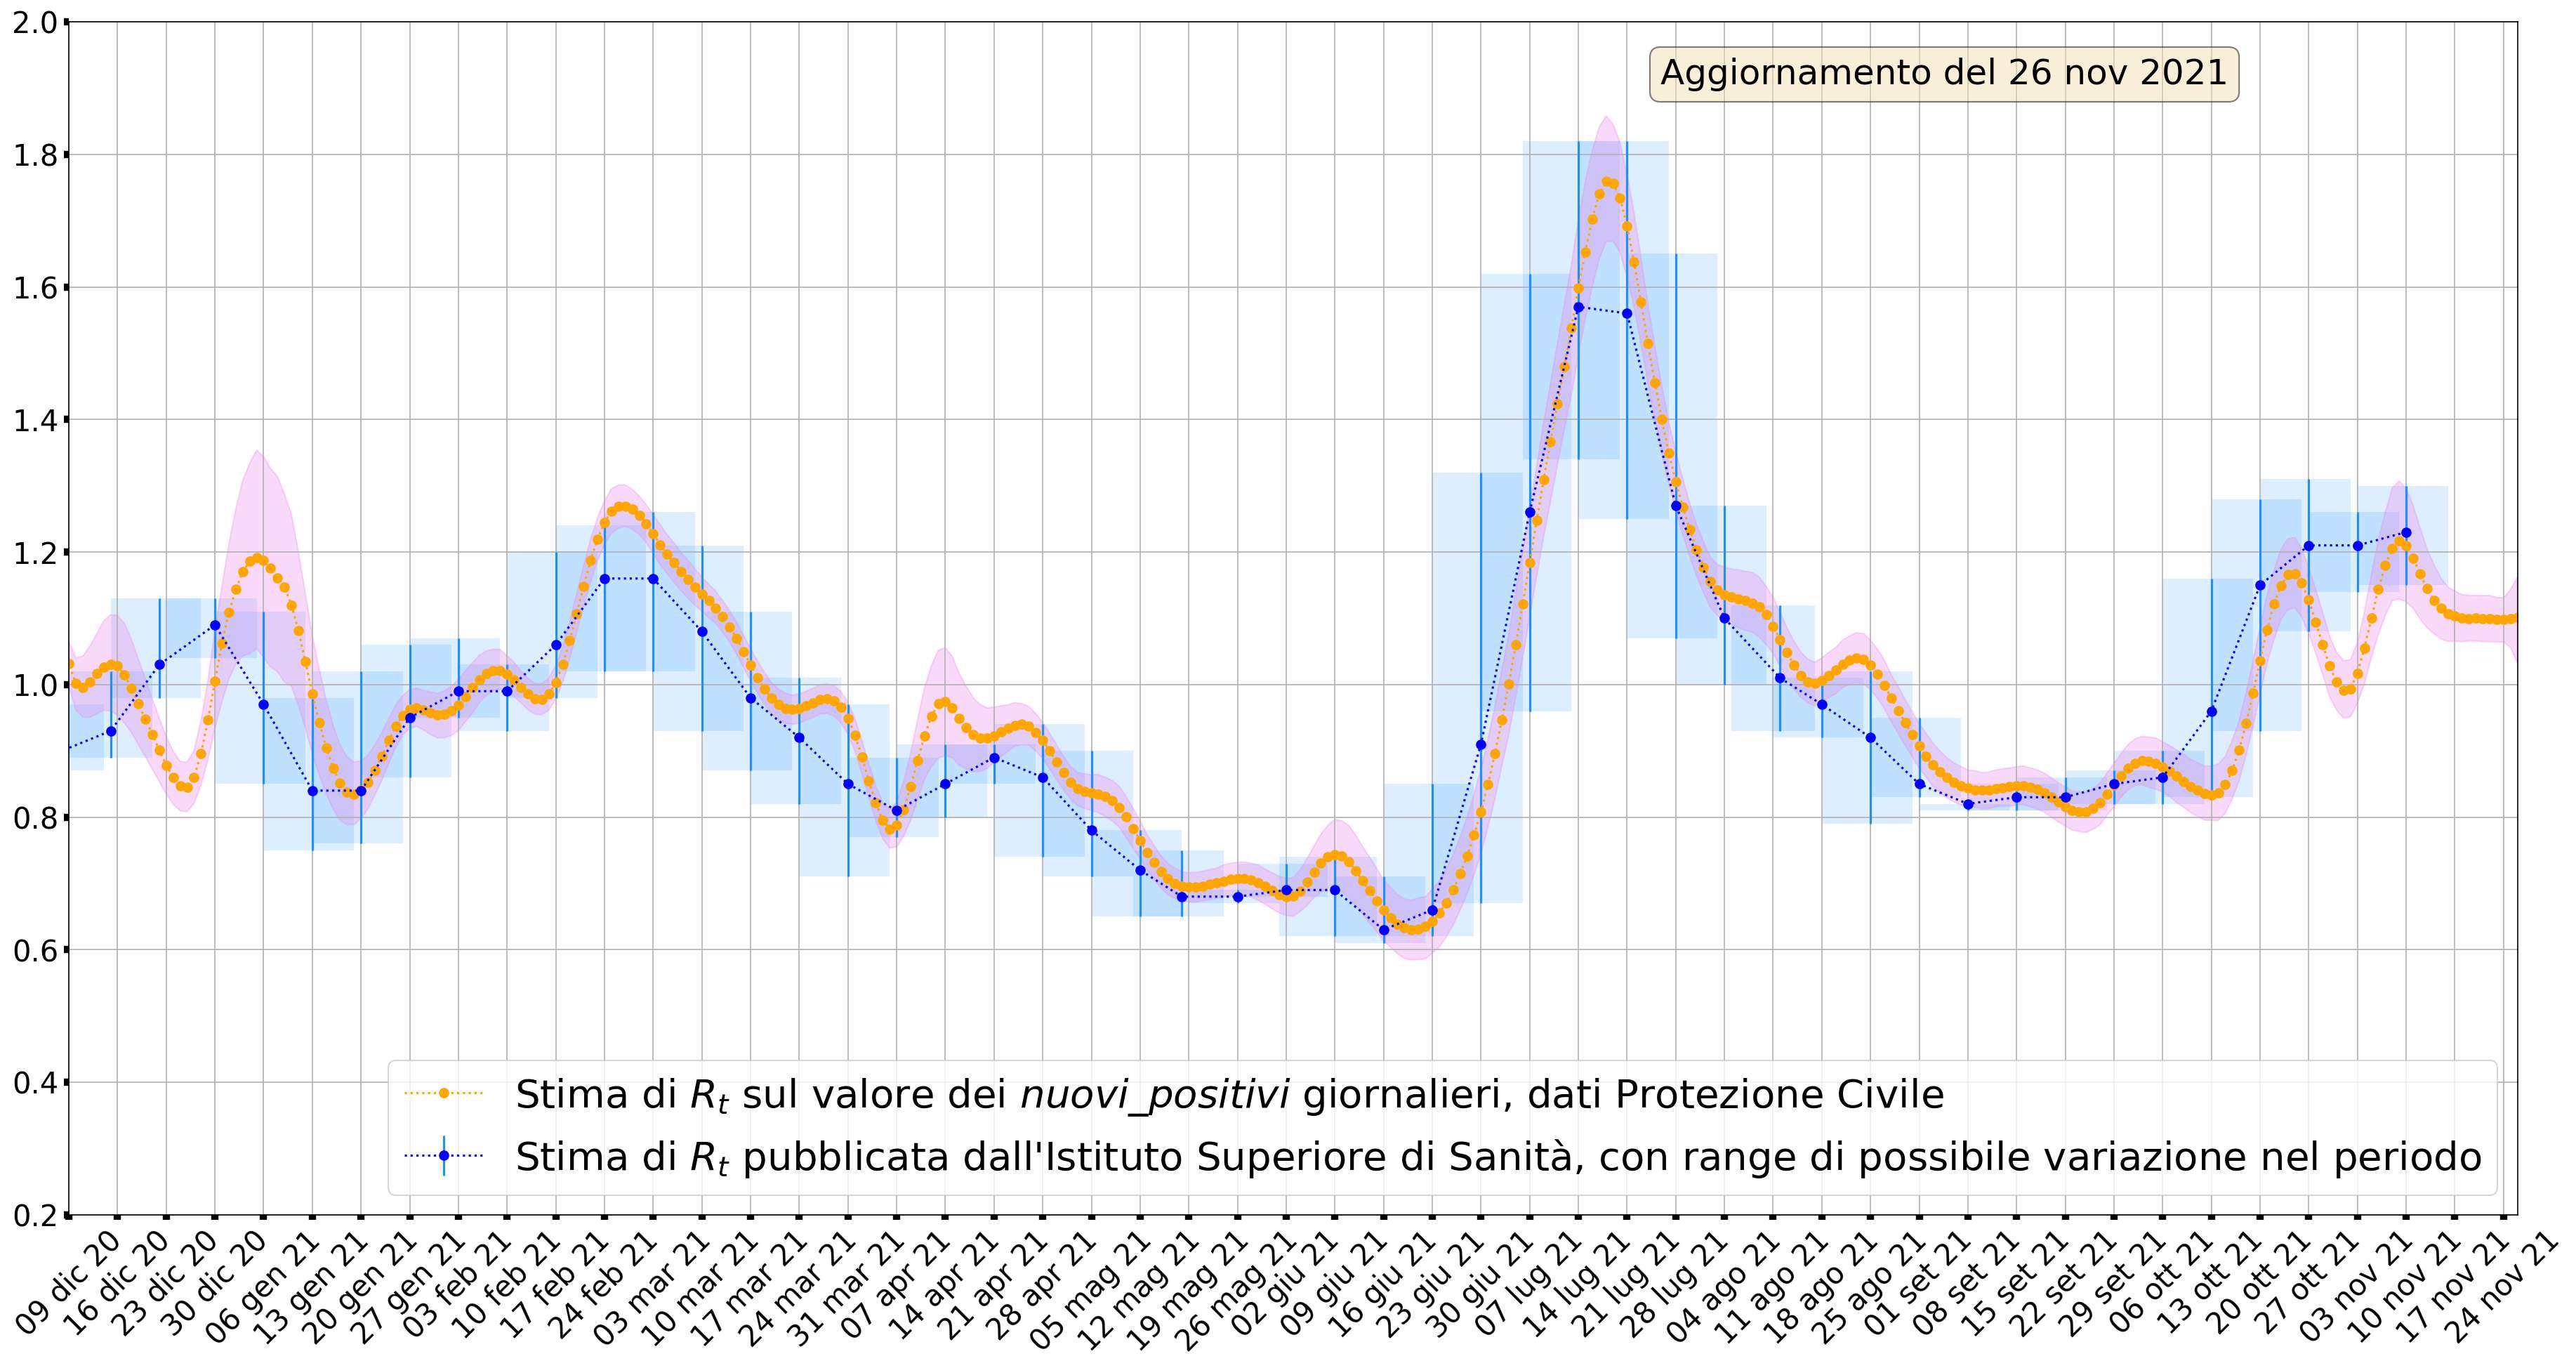 2.0
Aggiornamento del 26 nov 2021
1.8
1.6
1.4
1.2
1.0
0.8
0.6
0.4
0.2
Stima di Rt sul valore dei nuovi_positivi giornalieri, dati Protezione Civile
Stima di Rt pubblicata dall'Istituto Superiore di Sanità, con range di possibile variazione nel periodo
09 dic 20
16 dic 20
23 dic 20
30 dic 20
06 gen 21
13 gen 21
20 gen 21
27 gen 21
03 feb 21
10 feb 21
17 feb 21
24 feb 21
03 mar 21
10 mar 21
17 mar 21
24 mar 21
31 mar 21
07 apr 21
14 apr 21
21 apr 21
28 apr 21
05 mag 21
12 mag 21
19 mag 21
26 mag 21
02 giu 21
09 giu 21
16 giu 21
23 giu 21
30 giu 21
07 lug 21
14 lug 21
21 lug 21
28 lug 21
04 ago 21
11 ago 21
18 ago 21
25 ago 21
01 set 21
08 set 21
15 set 21
22 set 21
29 set 21
06 ott 21
13 ott 21
20 ott 21
27 ott 21
03 nov 21
10 nov 21
17 nov 21
24 nov 21